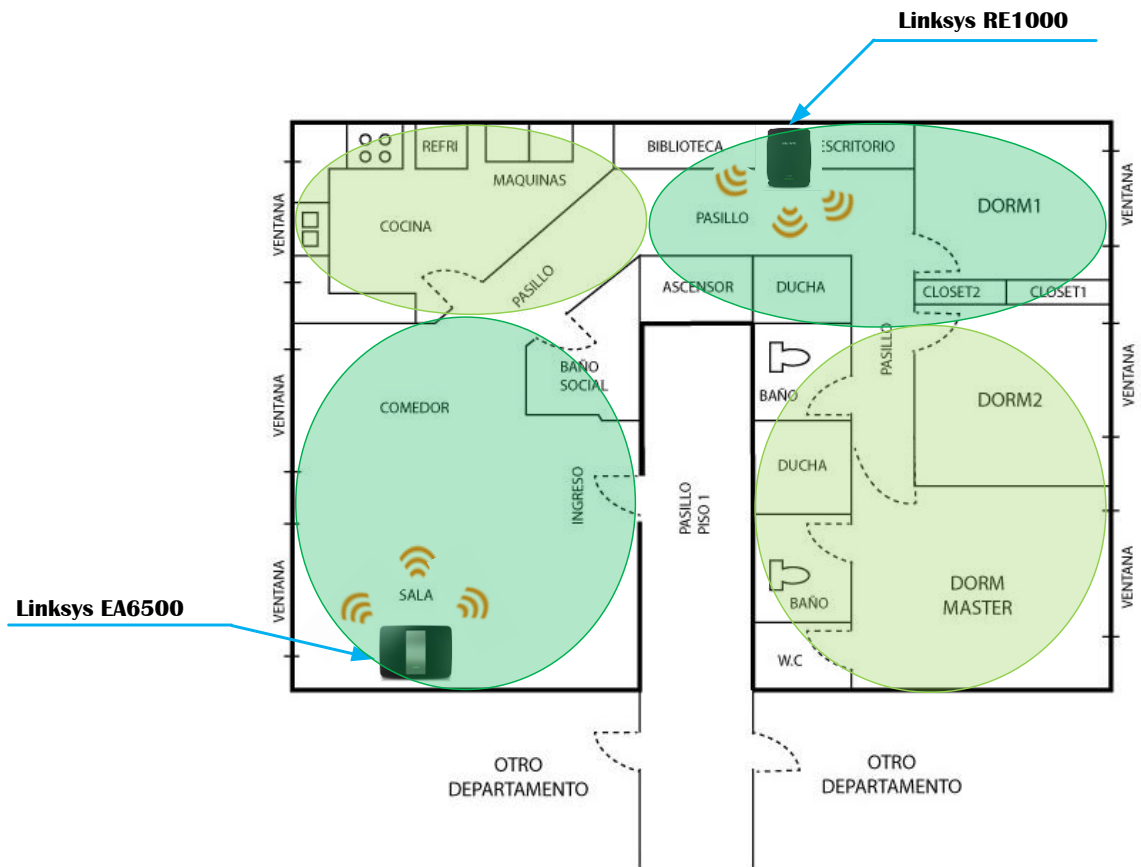 Linksys RE1000
REFRI
BIBLIOTECA
ESCRITORIO
MAQUINAS
VENTANA
VENTANA
COCINA
PASILLO
DORM1
PASILLO
ASCENSOR
DUCHA
CLOSET2
CLOSET1
VENTANA
BAÑO
SOCIAL
PASILLO
VENTANA
COMEDOR
BAÑO
DORM2
DUCHA
INGRESO
PASILLO
PISO 1
VENTANA
SALA
VENTANA
Linksys EA6500
BAÑO
DORM
MASTER
W.C
OTRO
DEPARTAMENTO
OTRO
DEPARTAMENTO